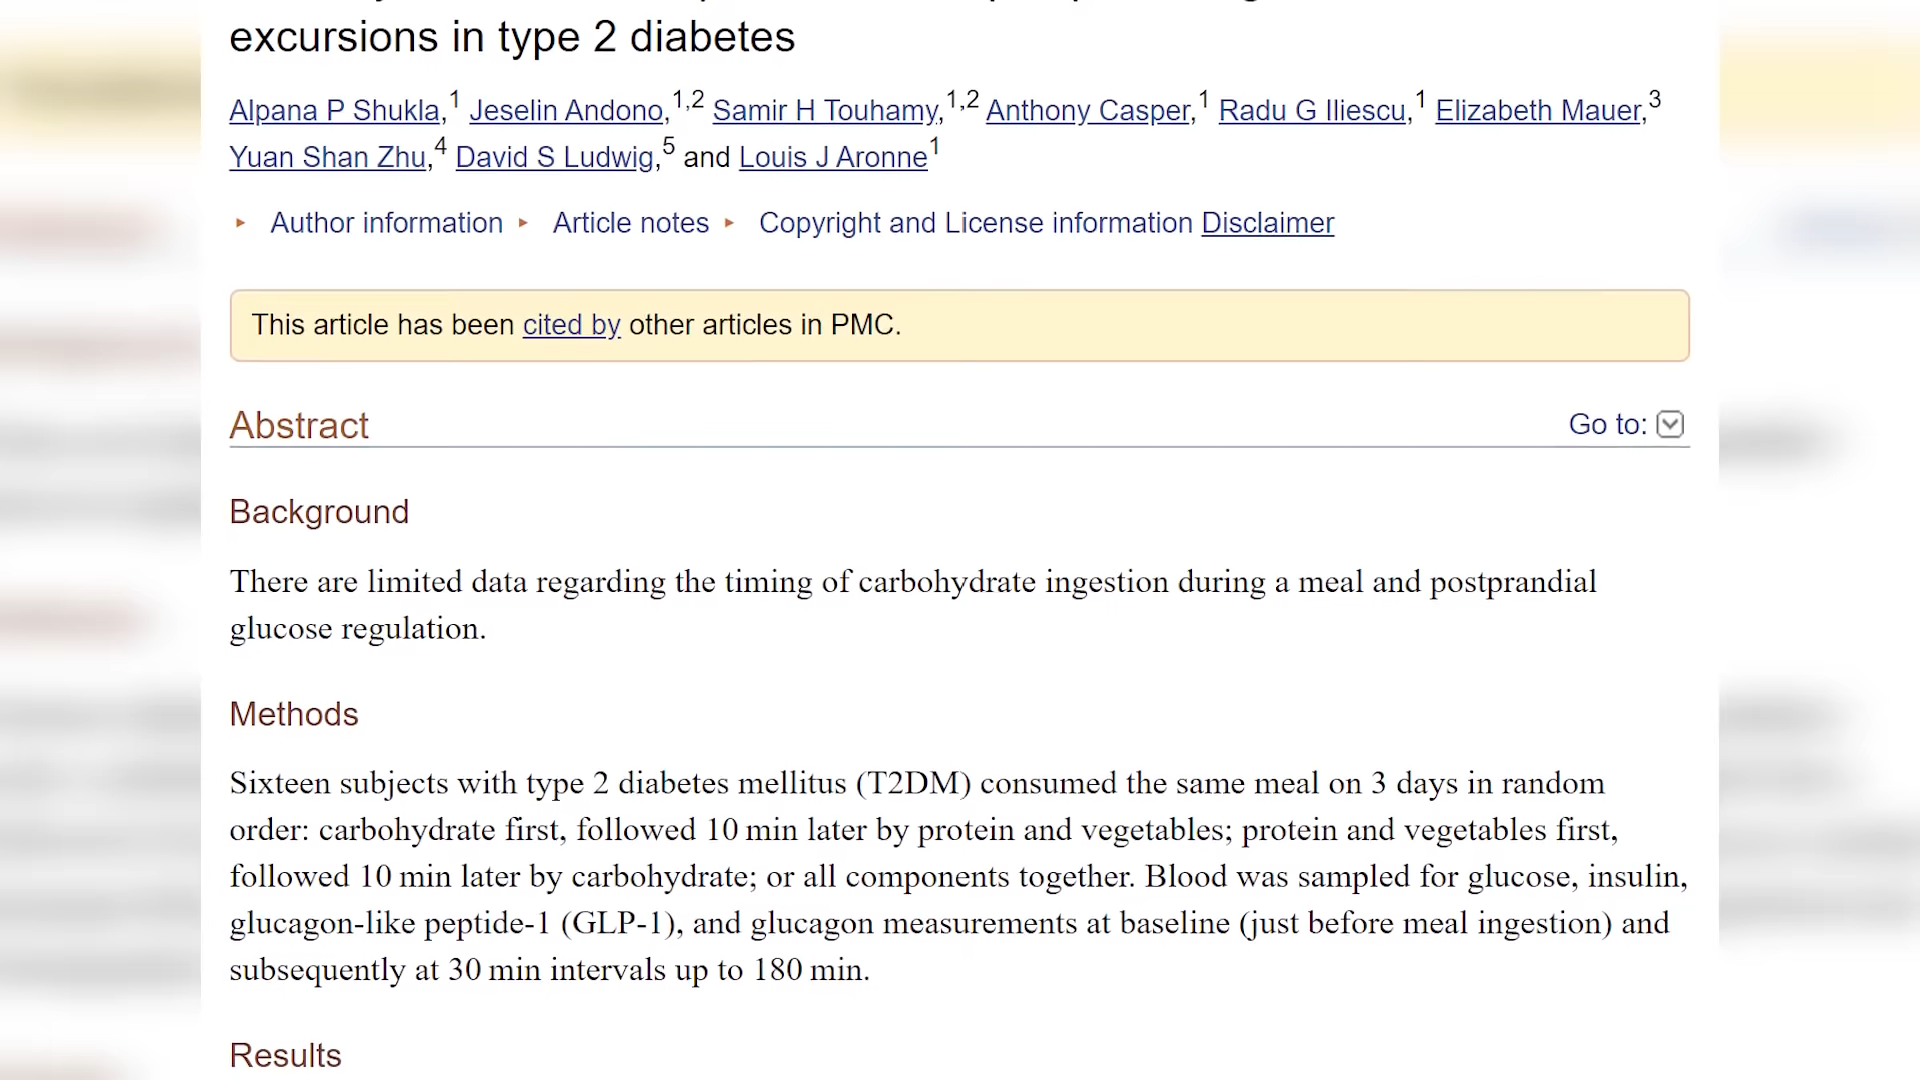 excursions in type 2 diabetes
Alpana P Shukla,1 Jeselin Andono,1,2 Samir H Touhamy,1,2 Anthony Casper,1 Radu G Iliescu,1 Elizabeth Mauer,3
Yuan Shan Zhu,4 David S Ludwig,5 and Louis J Aronne1
Author information Article notes Copyright and License information Disclaimer
This article has been cited by other articles in PMC.
Abstract Go to:
Background
There are limited data regarding the timing of carbohydrate ingestion during a meal and postprandial
glucose regulation.
Methods
Sixteen subjects with type 2 diabetes mellitus (T2DM) consumed the same meal on 3 days in random
order: carbohydrate first, followed 10 min later by protein and vegetables; protein and vegetables first,
followed 10 min later by carbohydrate; or all components together. Blood was sampled for glucose, insulin,
glucagon-like peptide-1 (GLP-1), and glucagon measurements at baseline (just before meal ingestion) and
subsequently at 30 min intervals up to 180 min.
Results